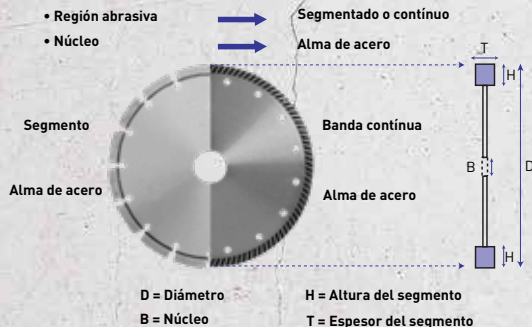 • Región abrasiva
Segmentado o contínuo
• Núcleo
Alma de acero
T
H
Segmento
Banda contínua
B
D
Alma de acero
Alma de acero
H
D = Diámetro
H = Altura del segmento
B = Núcleo
T = Espesor del segmento